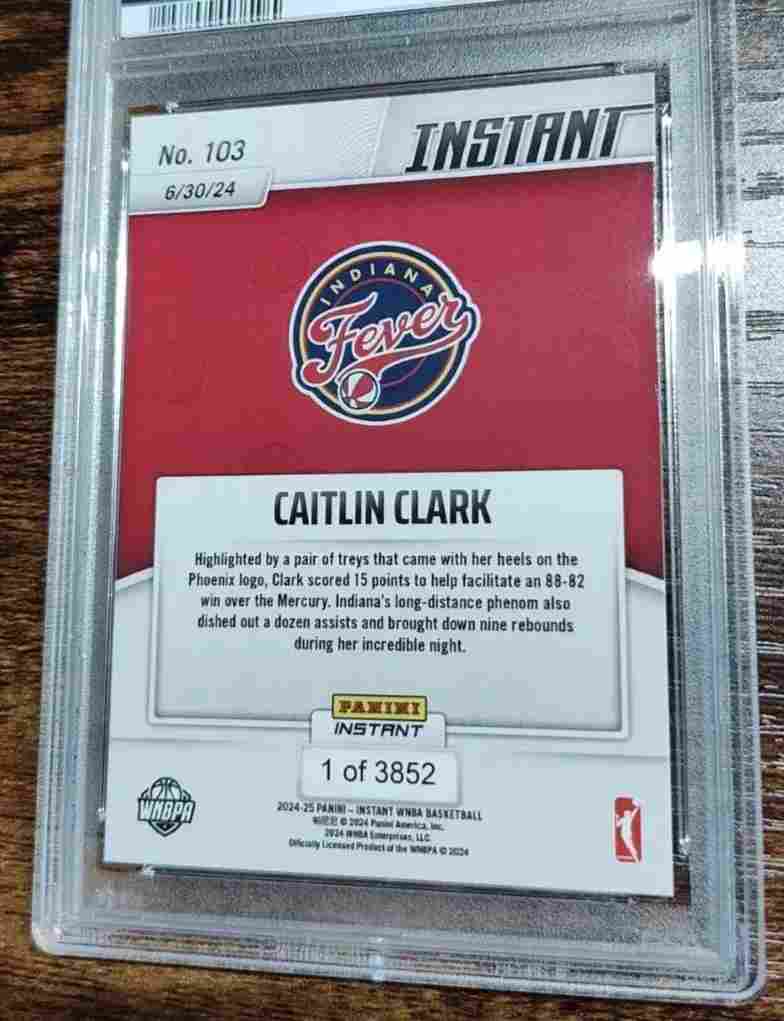 No. 103
INSTANT
6/30/24
INDIANA
Fever
CAITLIN CLARK
Highlighted by a pair of treys that came with her heels on the
Phoenix logo, Clark scored 15 points to help facilitate an 88-82
win over the Mercury. Indiana's long-distance phenom also
dished out a dozen assists and brought down nine rebounds
during her incredible night.
PANINI
INSTANT
1 of 3852
WNBPA
2024-25 PANINI – INSTANT WNBA BASKETBALL
© 2024 Panini America, Inc.
2024 WNBA Enterprises, LLC
Officially Licensed Product of the WNBPA © 2024